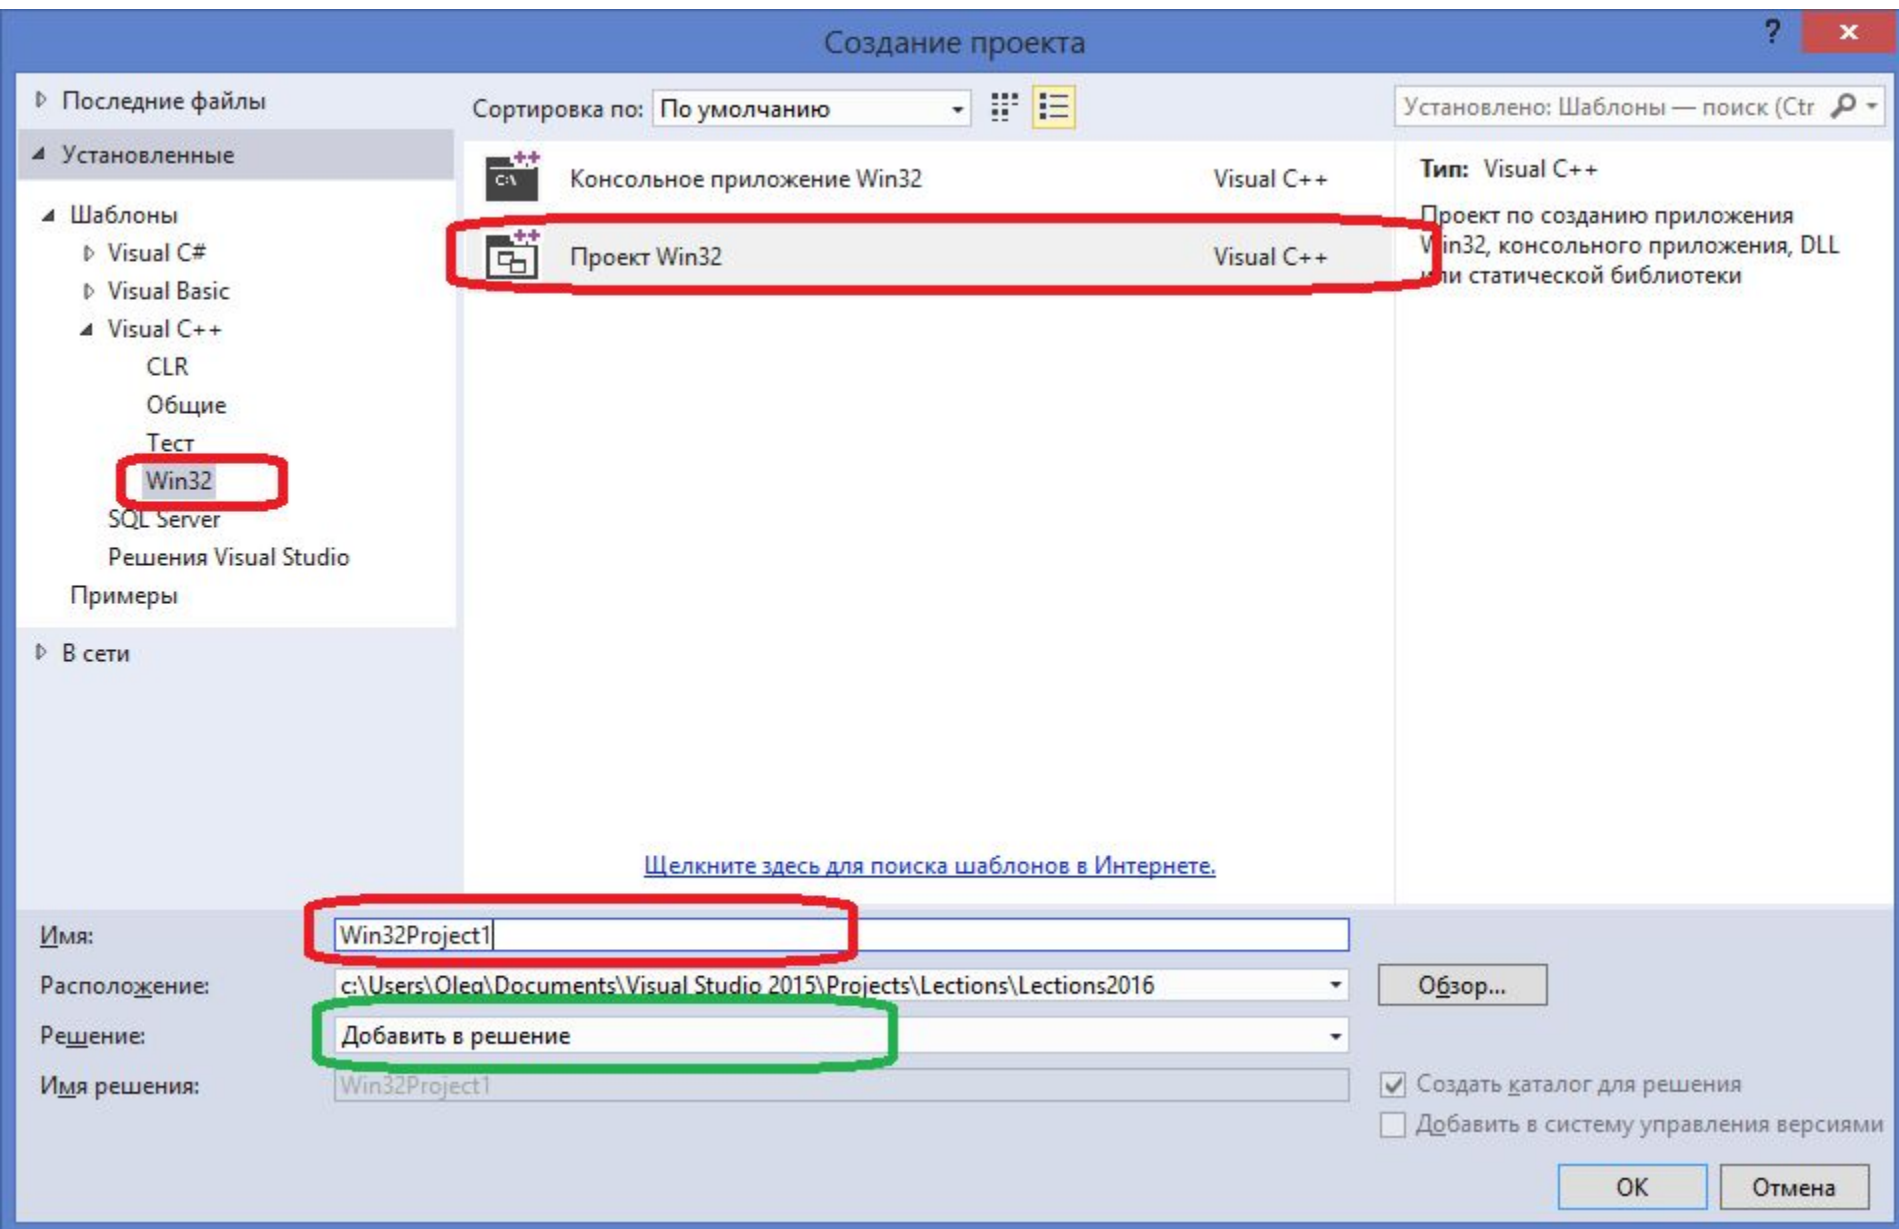 Создание проекта
?
Последние файлы
Установленные
Шаблоны
Visual C#
Visual Basic
Visual C++
CLR
Общие
Тест
Win32
SQL Server
Решения Visual Studio
Примеры
В сети
Сортировка по: По умолчанию
C:\
Консольное приложение Win32 Visual C++
Проект Win32 Visual C++
Щелкните здесь для поиска шаблонов в Интернете.
Установлено: Шаблоны — поиск (Ctr
Тип: Visual C++
Проект по созданию приложения
Win32, консольного приложения, DLL
или статической библиотеки
Имя: Win32Project1
Расположение: c:\Users\Oleg\Documents\Visual Studio 2015\Projects\Lections\Lections2016
Обзор...
Решение: Добавить в решение
Имя решения: Win32Project1
Создать каталог для решения
Добавить в систему управления версиями
ОК Отмена